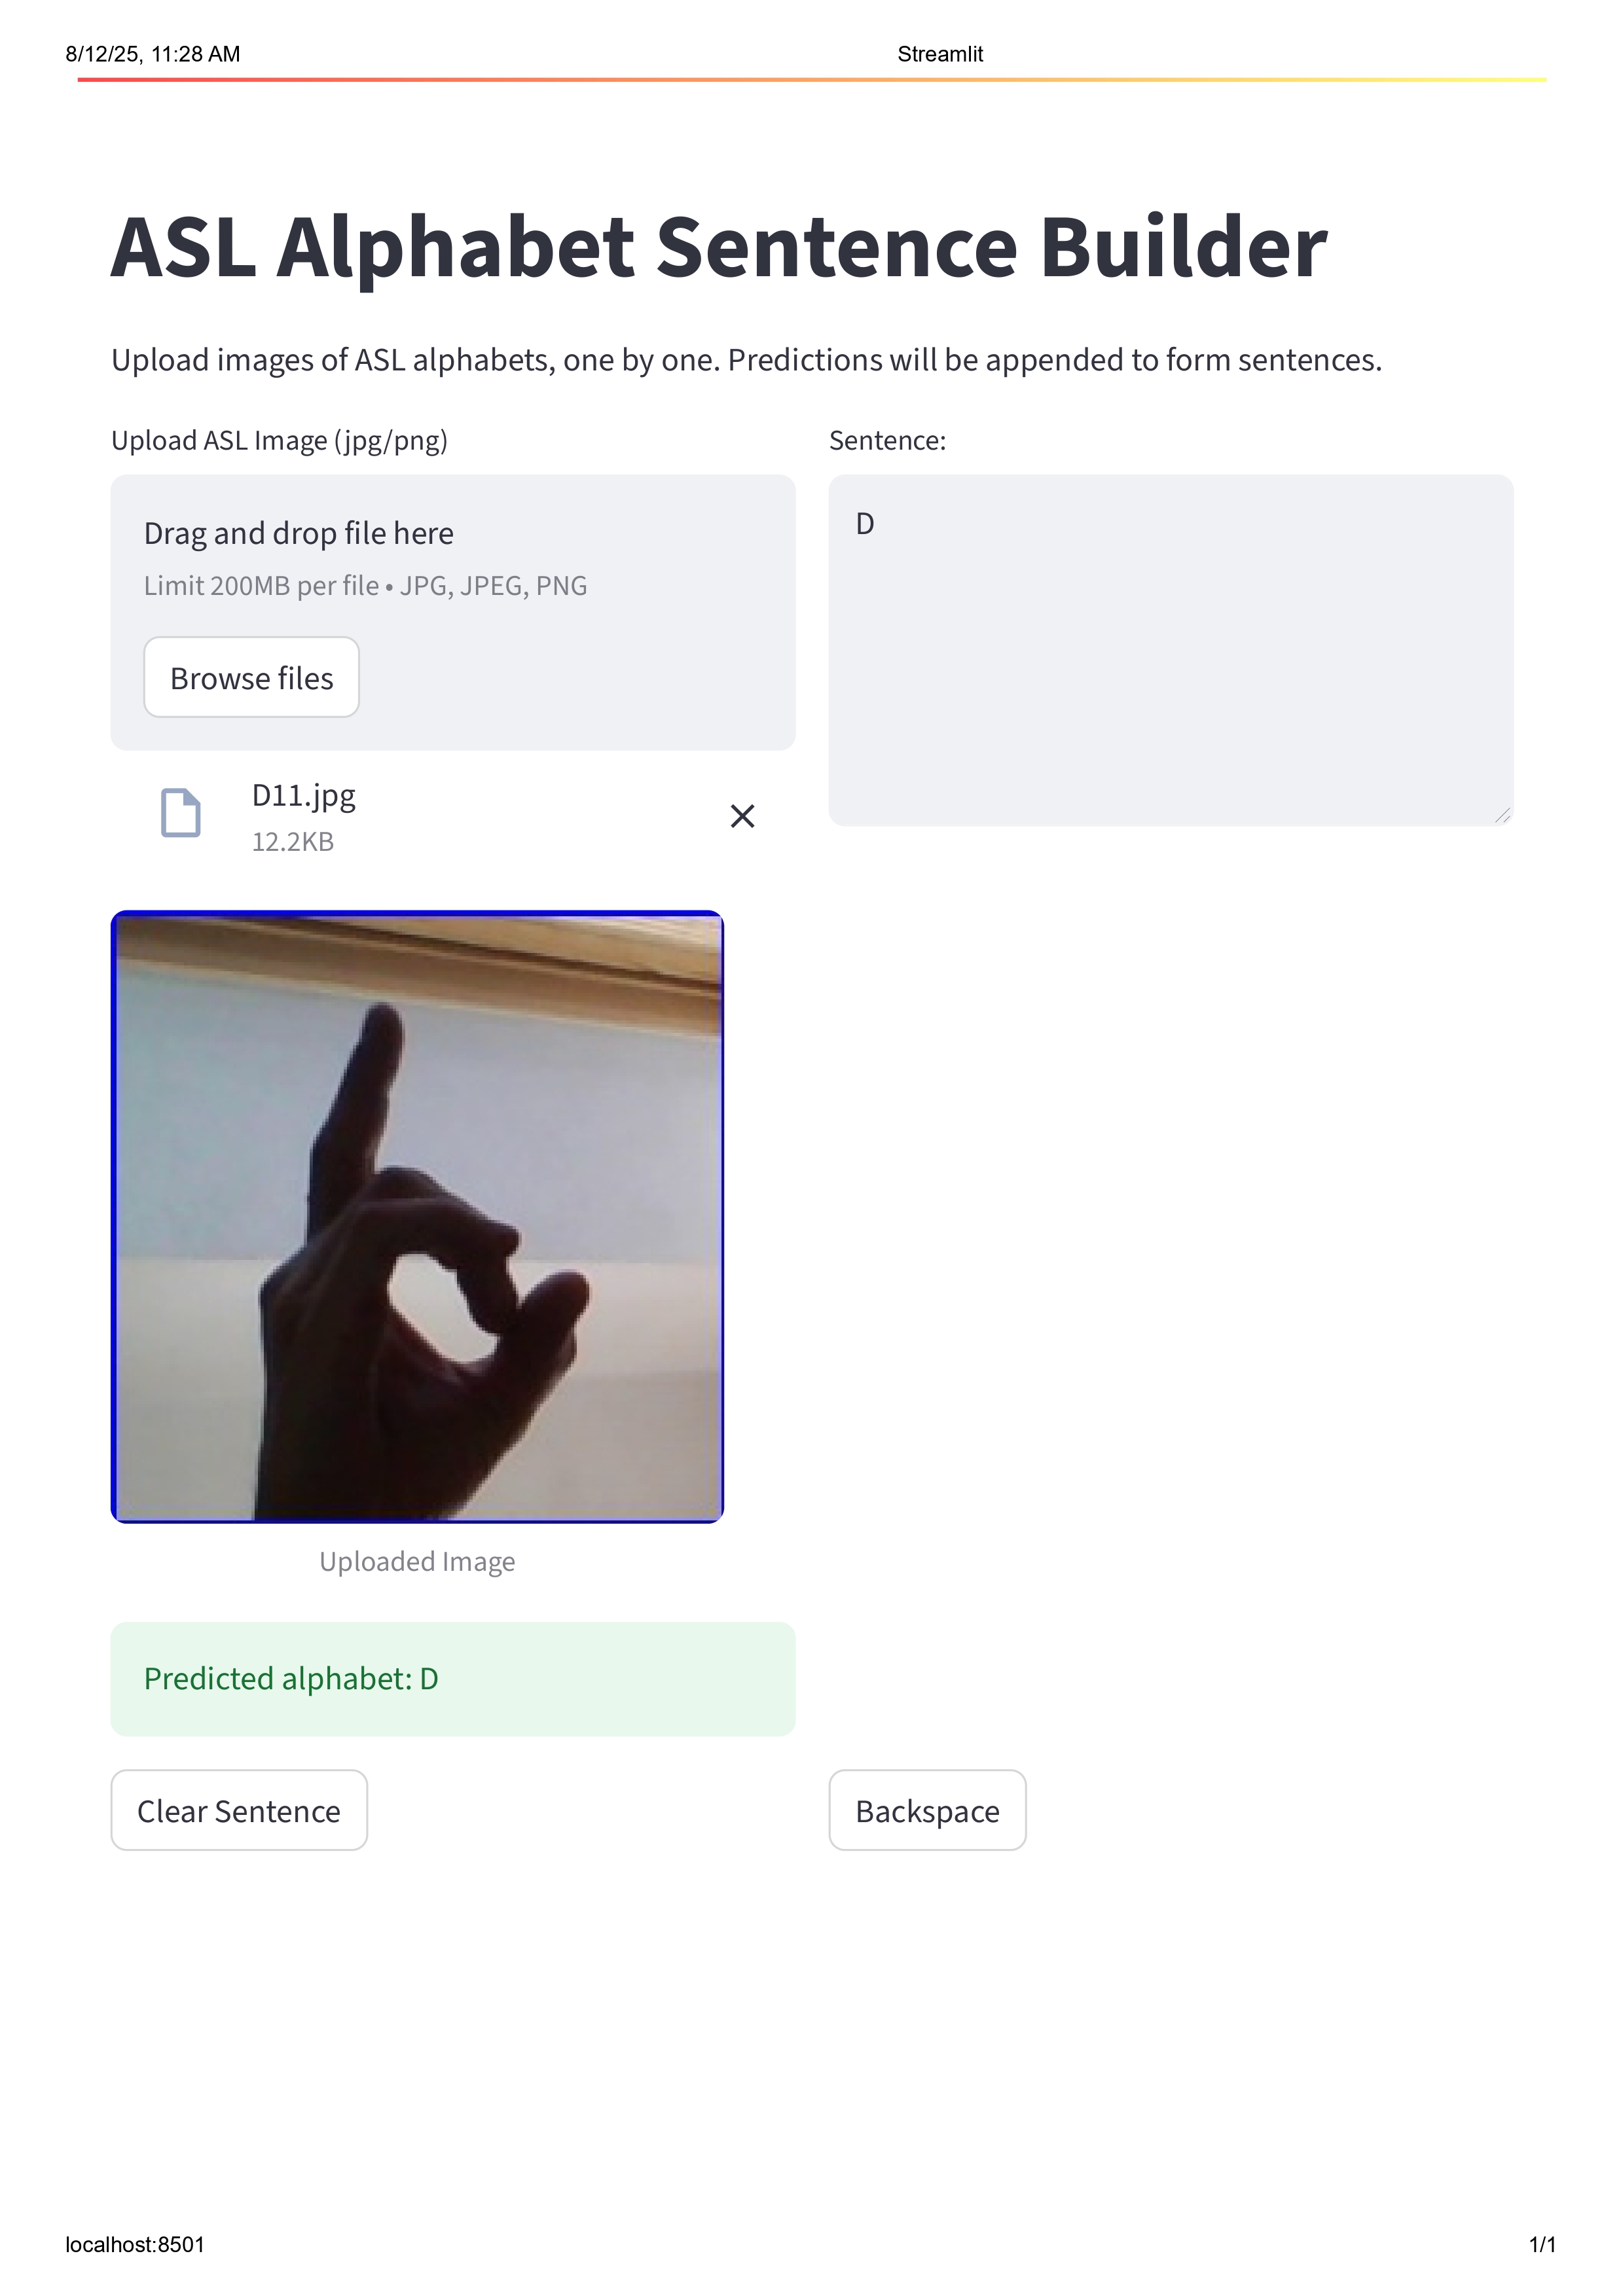 8/12/25, 11:28 AM
Streamlit
ASL Alphabet Sentence Builder
Upload images of ASL alphabets, one by one. Predictions will be appended to form sentences.
Upload ASL Image (jpg/png)
Drag and drop file here
Limit 200MB per file • JPG, JPEG, PNG
Browse files
D11.jpg
12.2KB
Sentence:
D
Uploaded Image
Predicted alphabet: D
Clear Sentence
Backspace
localhost:8501
1/1